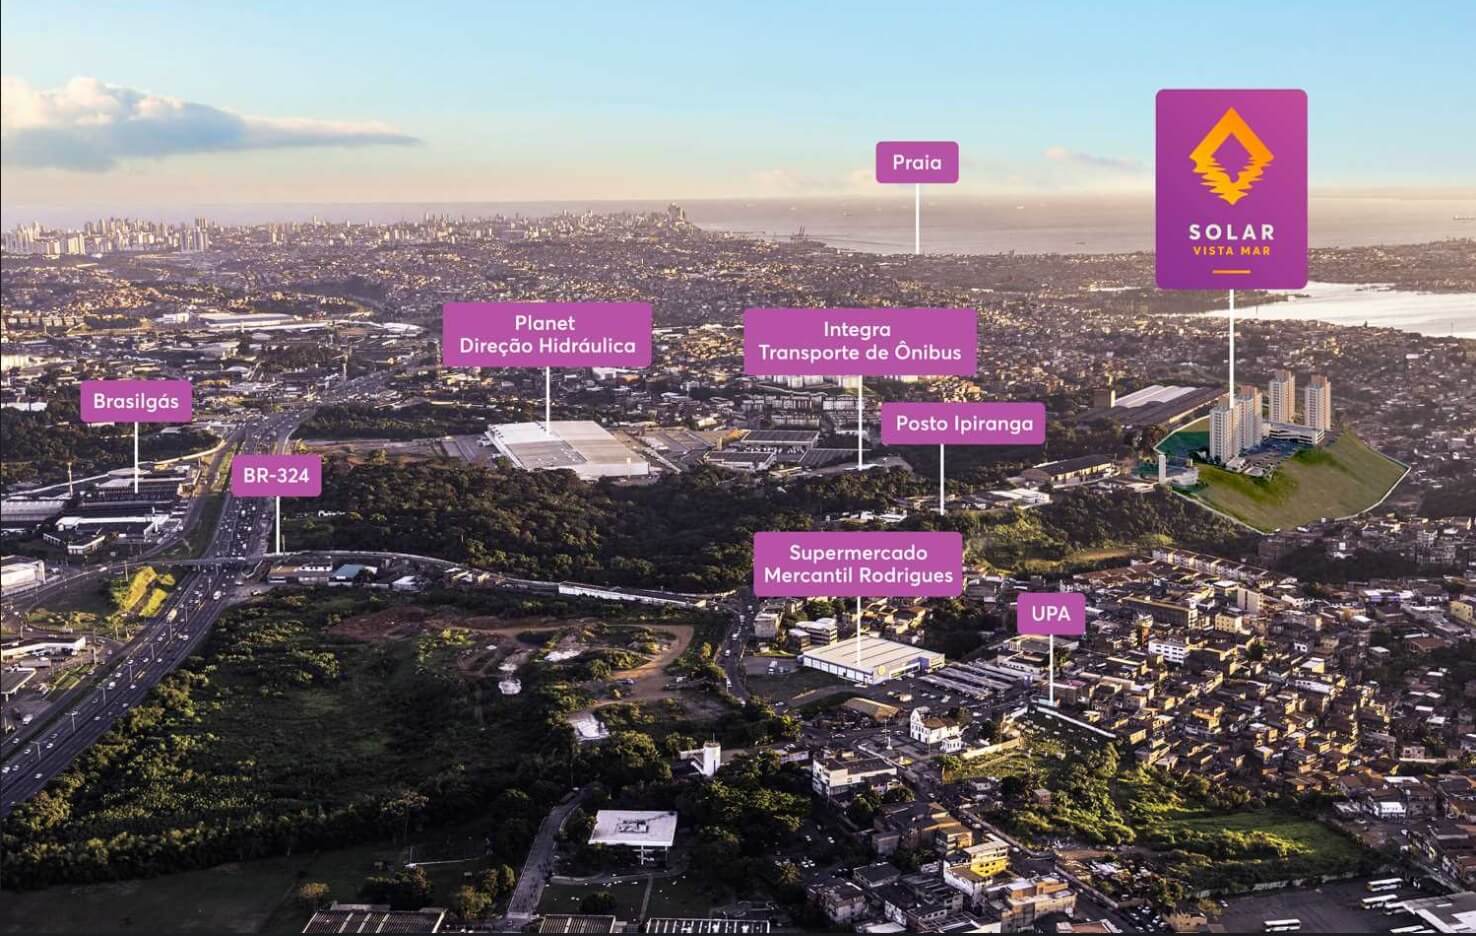 Praia
SOLAR
VISTA MAR
Planet
Direção Hidráulica
Integra
Transporte de Ônibus
Brasilgás
Posto Ipiranga
BR-324
Supermercado
Mercantil Rodrigues
UPA